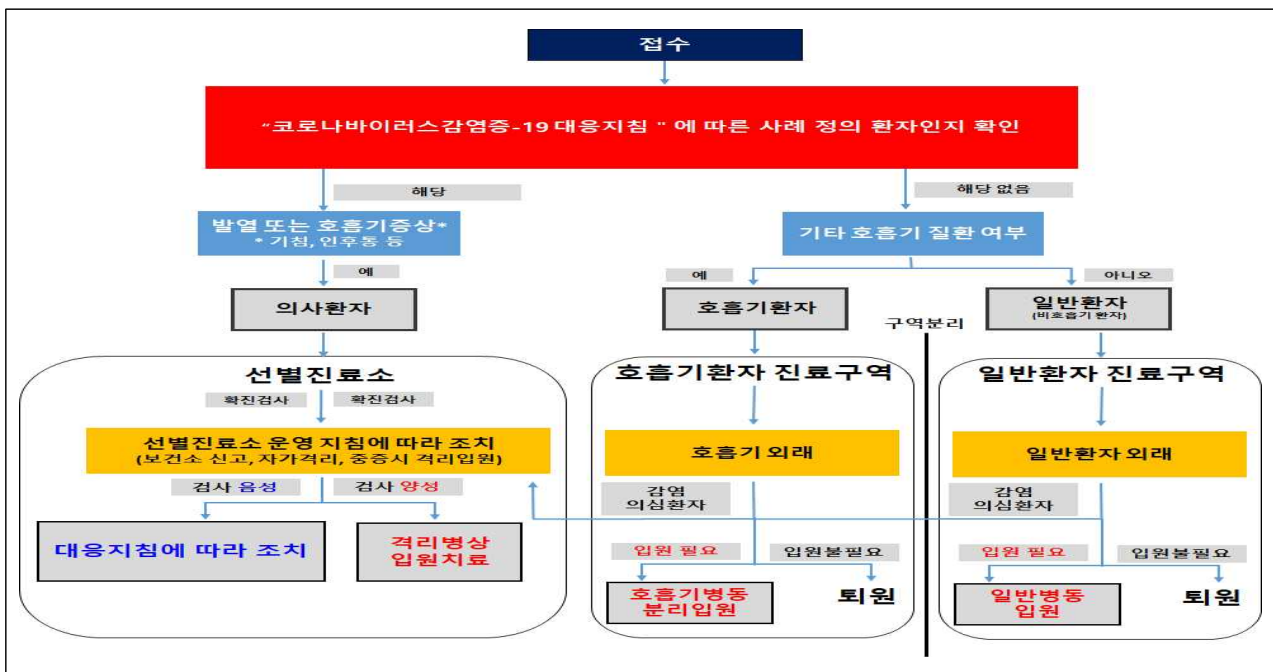 접수
“코로나바이러스감염증-19 대응지침 " 에 따른 사례 정의 환자인지 확인
해당
해당 없음
발열 또는 호흡기증상*
* 기침, 인후통 등
기타 호흡기 질환 여부
예
예
아니오
의사환자
호흡기환자
구역분리
일반환자
(비호흡기 환자)
선별진료소
확진검사
확진검사
선별진료소 운영 지침에 따라 조치
(보건소 신고, 자가격리, 중증시 격리입원)
검사 음성
검사 양성
대응지침에 따라 조치
격리병상
입원치료
호흡기환자 진료구역
호흡기 외래
감염
의심환자
입원 필요
입원불필요
호흡기병동
분리입원
퇴원
일반환자 진료구역
일반환자 외래
감염
의심환자
입원 필요
입원불필요
일반병동
입원
퇴원